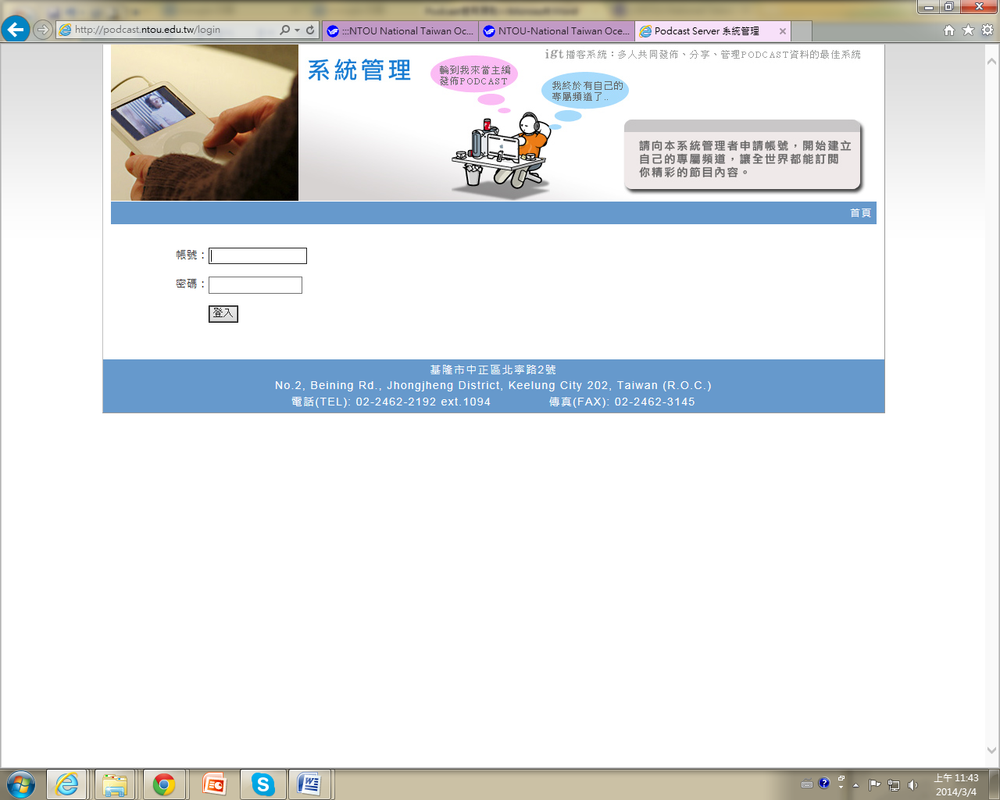 http://podcast.ntou.edu.tw/login
:::NTOU National Taiwan Oc...
NTOU-National Taiwan Oce...
Podcast Server 系統管理
系統管理
igt 播客系統：多人共同發佈、分享、管理PODCAST資料的最佳系統
輪到我來當主編
發佈PODCAST
我終於有自己的
專屬頻道了..
請向本系統管理者申請帳號，開始建立
自己的專屬頻道，讓全世界都能訂閱
你精彩的節目內容。
首頁
帳號：
密碼：
登入
基隆市中正區北寧路2號
No.2, Beining Rd., Jhongjheng District, Keelung City 202, Taiwan (R.O.C.)
電話(TEL): 02-2462-2192 ext.1094 傳真(FAX): 02-2462-3145
上午 11:43
2014/3/4